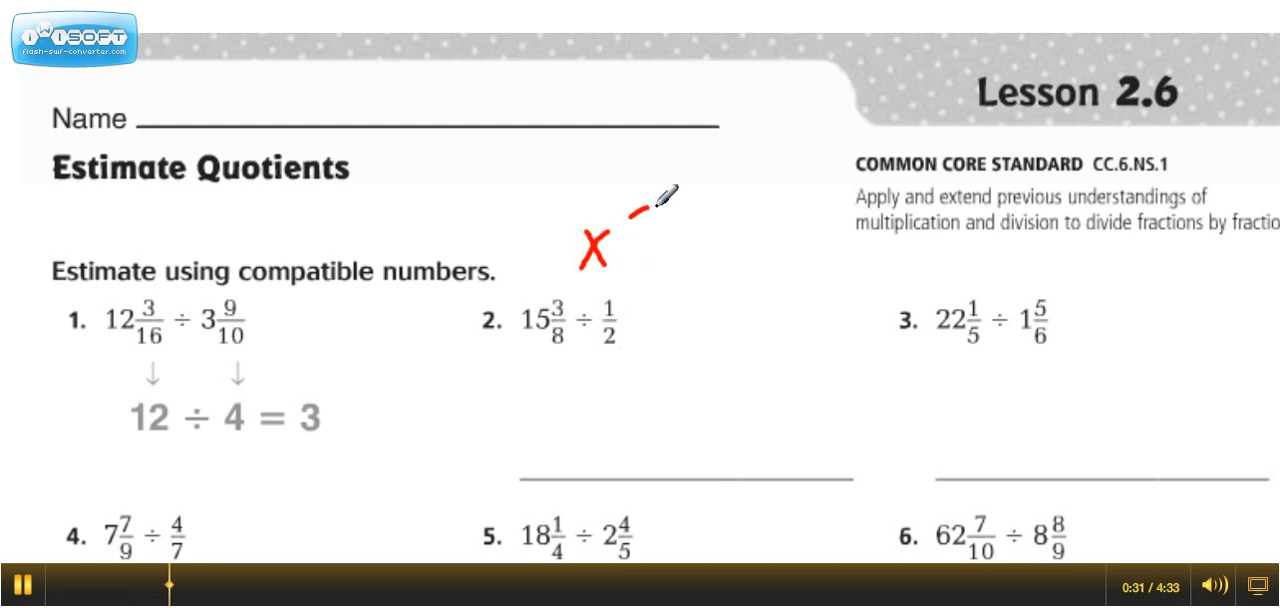 iWiSOFT
flash-swf-converter.com
Lesson 2.6
Name
Estimate Quotients
COMMON CORE STANDARD CC.6.NS.1
Apply and extend previous understandings of
multiplication and division to divide fractions by fractio
X
Estimate using compatible numbers.
1. 12 3/16 ÷ 3 9/10
2. 15 3/8 ÷ 1/2
3. 22 1/5 ÷ 1 5/6
↓ ↓
12 ÷ 4 = 3
4. 7 7/9 ÷ 4/7
5. 18 1/4 ÷ 2 4/5
6. 62 7/10 ÷ 8 8/9
0:31 / 4:33